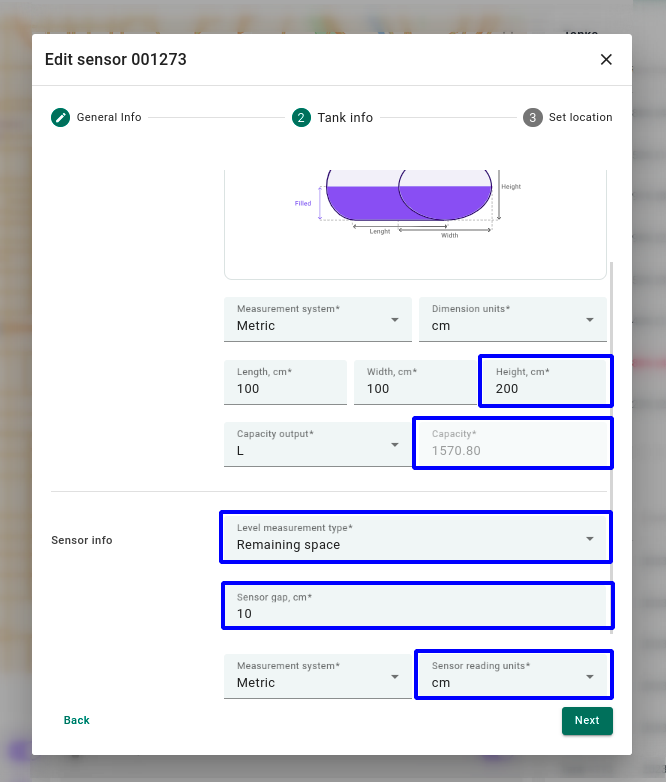 Edit sensor 001273
General Info
2 Tank info
3 Set location
Height
Filled
Lenght
Width
Measurement system*
Metric
Dimension units*
cm
Length, cm*
100
Width, cm*
100
Height, cm*
200
Capacity output*
L
Capacity*
1570.80
Sensor info
Level measurement type*
Remaining space
Sensor gap, cm*
10
Measurement system*
Metric
Sensor reading units*
cm
Back
Next